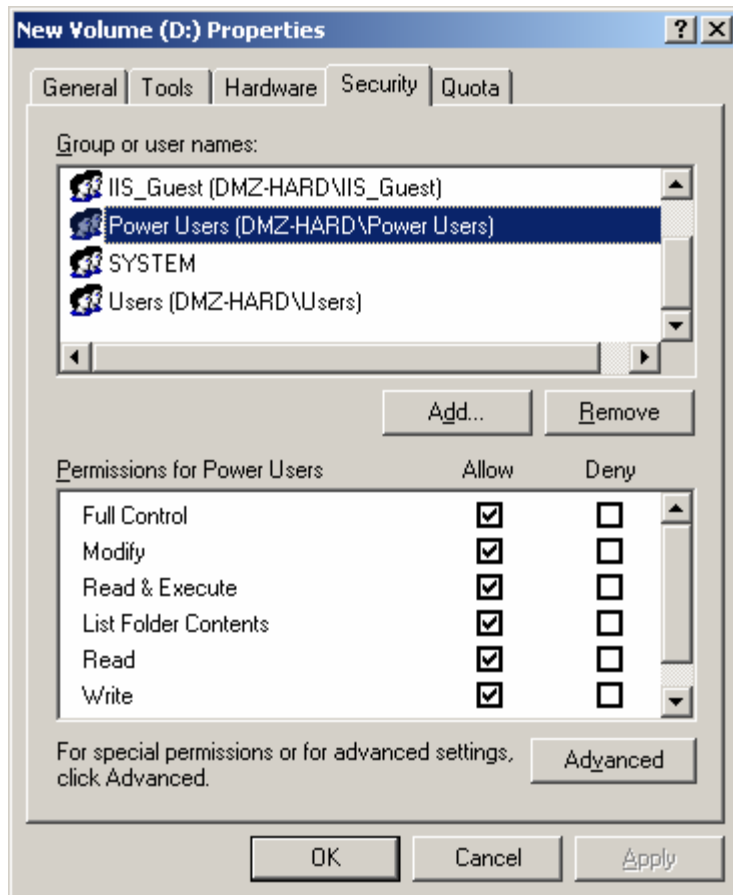 New Volume (D:) Properties
General Tools Hardware Security Quota
Group or user names:
IIS_Guest (DMZ-HARD\IIS_Guest)
Power Users (DMZ-HARD\Power Users)
SYSTEM
Users (DMZ-HARD\Users)
Add... Remove
Permissions for Power Users Allow Deny
Full Control
Modify
Read & Execute
List Folder Contents
Read
Write
For special permissions or for advanced settings,
click Advanced.
Advanced
OK Cancel Apply